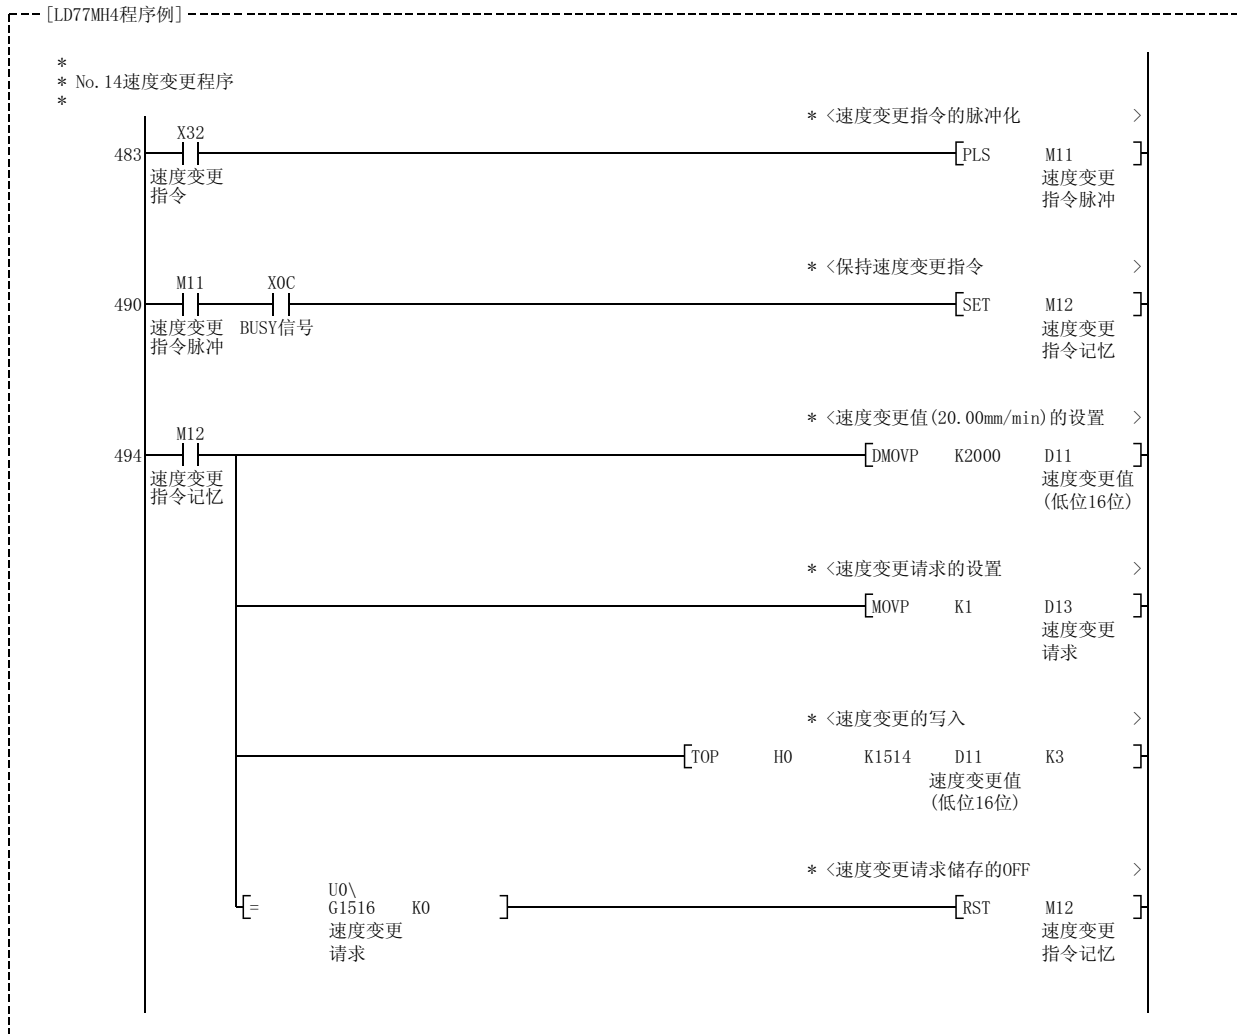 [LD77MH4程序例]
*
* No.14速度变更程序
*
* <速度变更指令的脉冲化 >
X32
483 [PLS M11 ]
速度变更 速度变更
指令 指令脉冲
* <保持速度变更指令 >
M11 X0C
490 [SET M12 ]
速度变更 BUSY信号 速度变更
指令脉冲 指令记忆
* <速度变更值(20.00mm/min)的设置 >
M12
494 [DMOVP K2000 D11 ]
速度变更 速度变更值
指令记忆 (低位16位)
* <速度变更请求的设置 >
[MOVP K1 D13 ]
速度变更
请求
* <速度变更的写入 >
[TOP H0 K1514 D11 K3 ]
速度变更值
(低位16位)
* <速度变更请求储存的OFF >
U0\
[= G1516 K0 ] [RST M12 ]
速度变更 速度变更
请求 指令记忆